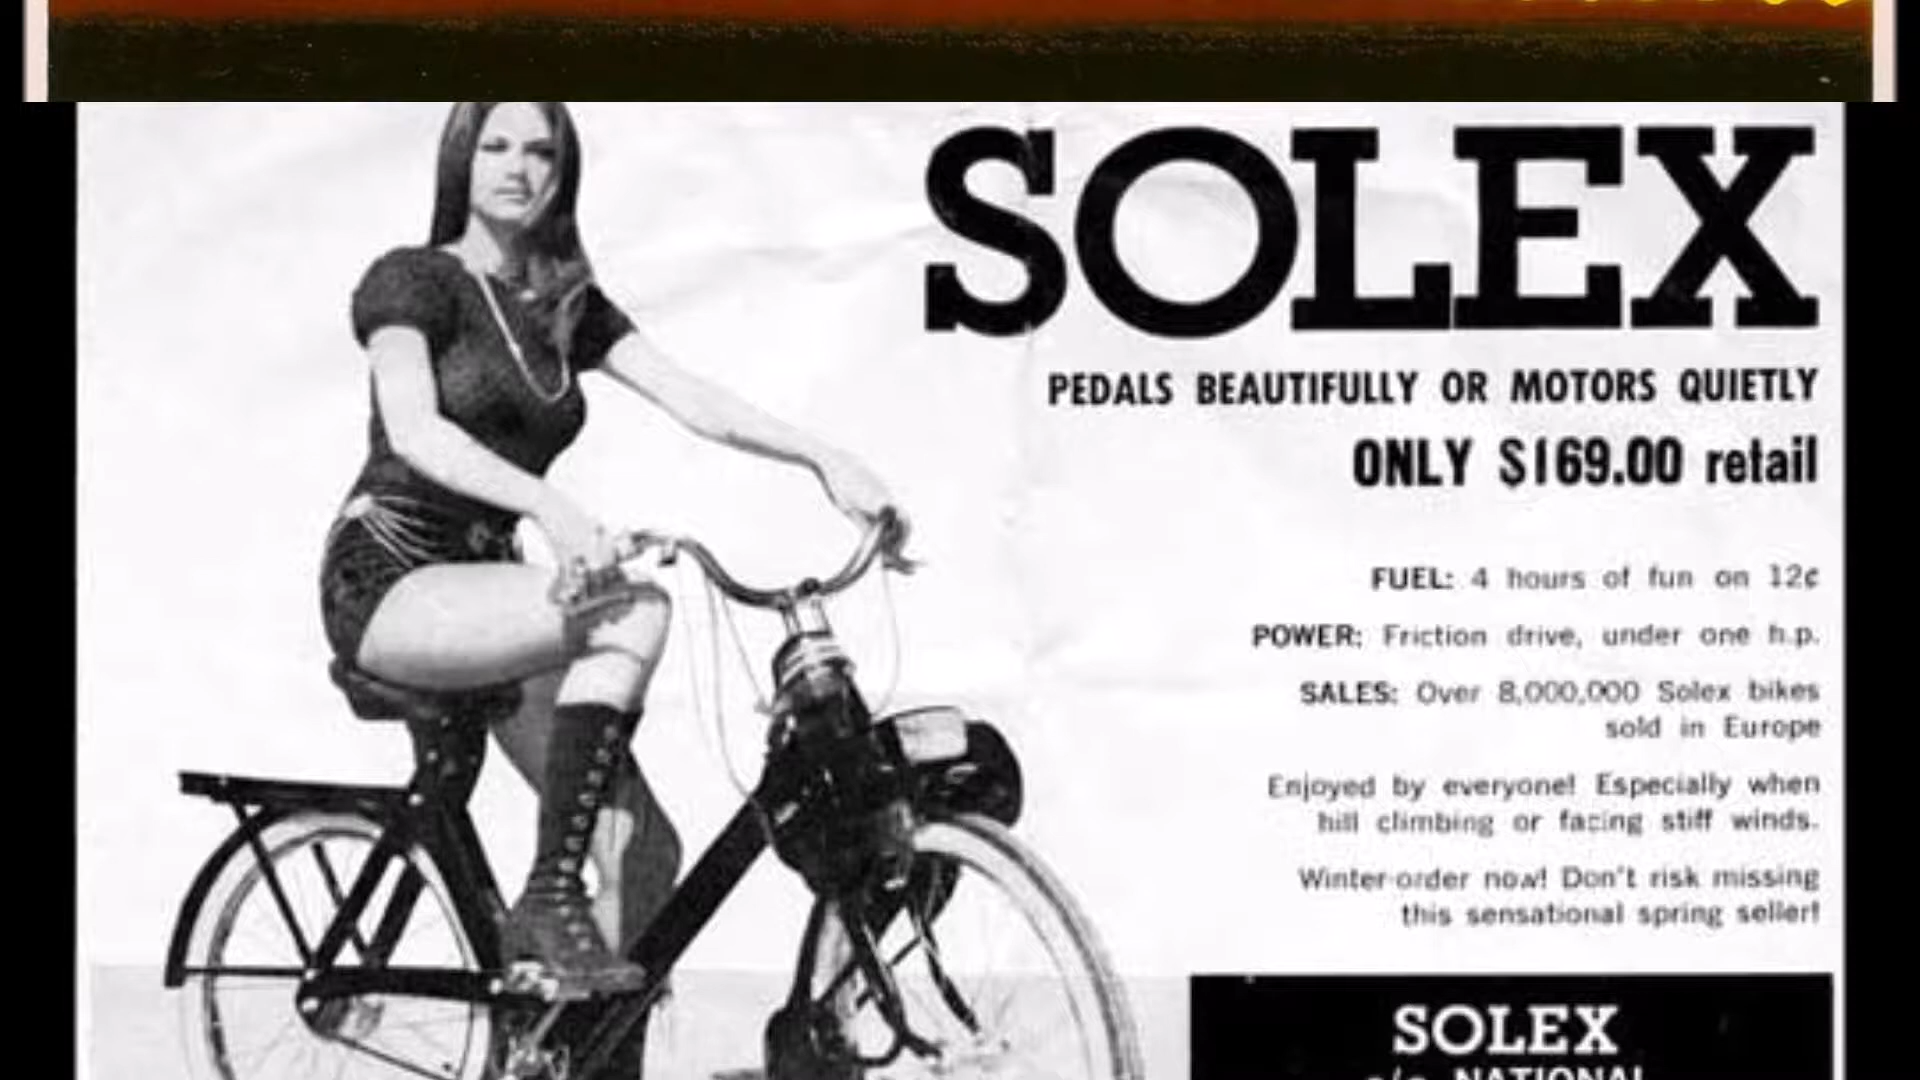 SOLEX
PEDALS BEAUTIFULLY OR MOTORS QUIETLY
ONLY $169.00 retail
FUEL: 4 hours of fun on 12¢
POWER: Friction drive, under one h.p.
SALES: Over 8,000,000 Solex bikes
sold in Europe
Enjoyed by everyone! Especially when
hill climbing or facing stiff winds.
Winter-order now! Don't risk missing
this sensational spring seller!
SOLEX
c/o NATIONAL